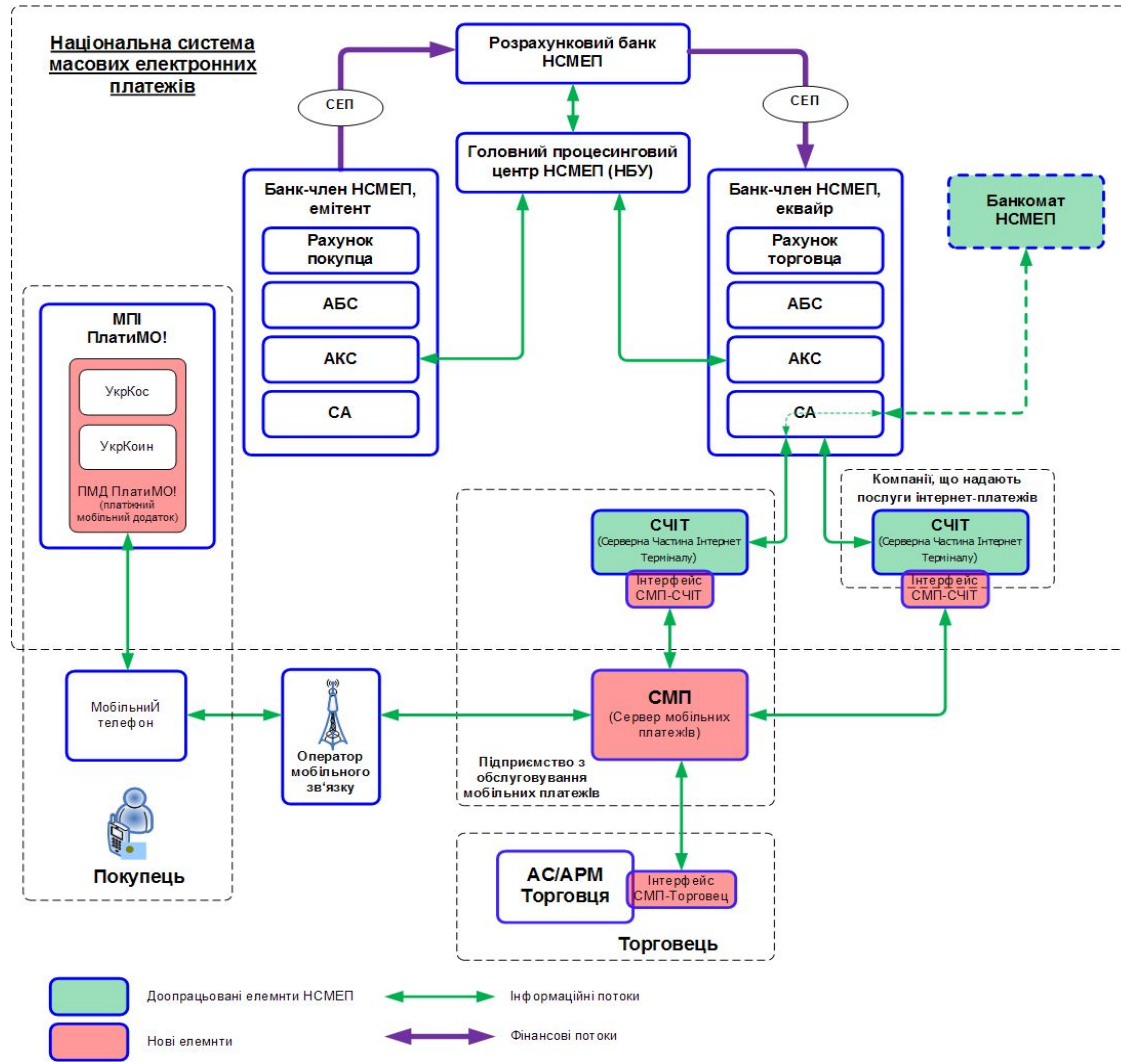 Національна система
масових електронних
платежів
Розрахунковий банк
НСМЕП
СЕП
СЕП
Головний процесинговий
центр НСМЕП (НБУ)
Банк-член НСМЕП,
емітент
Рахунок
покупца
АБС
АКС
СА
Банк-член НСМЕП,
еквайр
Рахунок
торговца
АБС
АКС
СА
Банкомат
НСМЕП
МПІ
ПлатиМО!
УкрКос
УкрКоин
ПМД ПлатиМО!
(платіжний
мобільний додаток)
Компанії, що надають
послуги інтернет-платежів
СЧІТ
(Серверна Частина Інтернет
Терміналу)
Інтерфейс
СМП-СЧІТ
СЧІТ
(Серверна Частина Інтернет
Терміналу)
Інтерфейс
СМП-СЧІТ
МобільниЙ
телефон
Оператор
мобільного
зв'язку
СМП
(Сервер мобільних
платежів)
Підприємство з
обслуговування
мобільних платежів
Покупець
АС/АРМ
Торговця
Інтерфейс
СМП-Торговец
Торговець
Доопрацьовані елемнти НСМЕП
Інформаційні потоки
Нові елемнти
Фінансові потоки